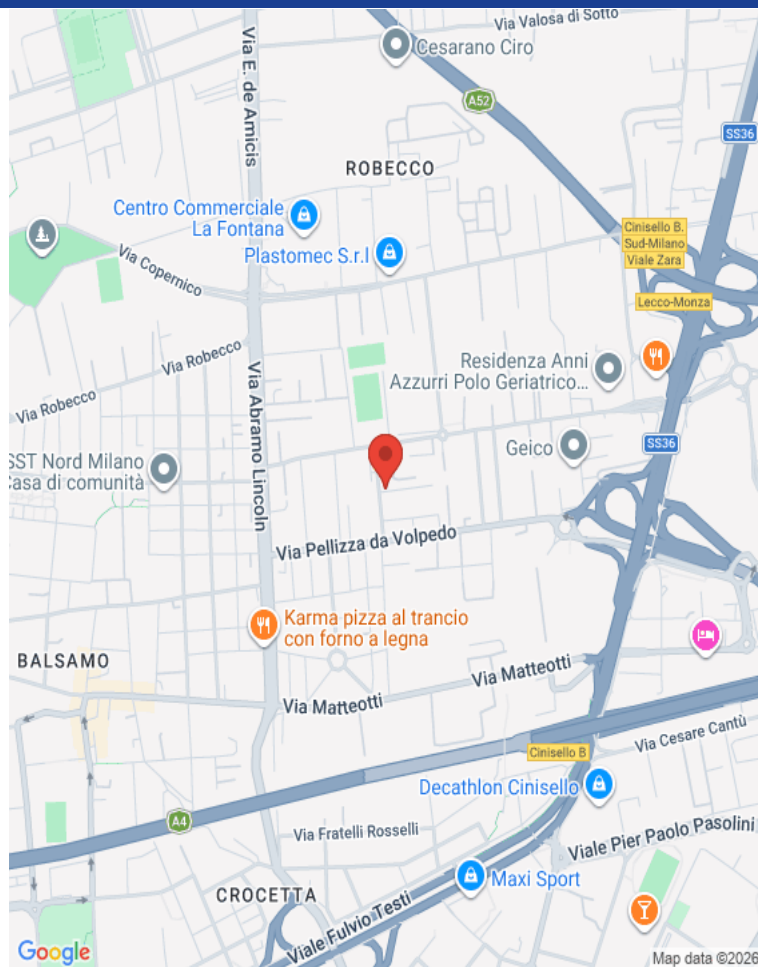 Via Valosa di Sotto
Cesarano Ciro
Via E. de Amicis
A52
SS36
ROBECCO
Centro Commerciale
La Fontana
Plastomec S.r.l
Cinisello B.
Sud-Milano
Viale Zara
Via Copernico
Lecco-Monza
Via Robecco
Residenza Anni
Azzurri Polo Geriatrico...
Via Robecco
Via Abramo Lincoln
Geico
SS36
SST Nord Milano
Casa di comunità
Via Pellizza da Volpedo
Karma pizza al trancio
con forno a legna
BALSAMO
Via Matteotti
Via Matteotti
Via Cesare Cantù
Cinisello B
Decathlon Cinisello
A4
Via Fratelli Rosselli
Viale Pier Paolo Pasolini
Maxi Sport
CROCETTA
Viale Fulvio Testi
Google
Map data ©2026